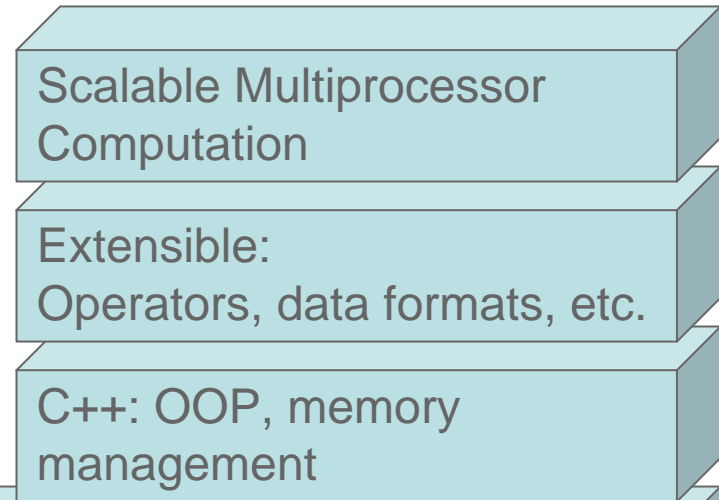 Scalable Multiprocessor
Computation
Extensible:
Operators, data formats, etc.
C++: OOP, memory
management